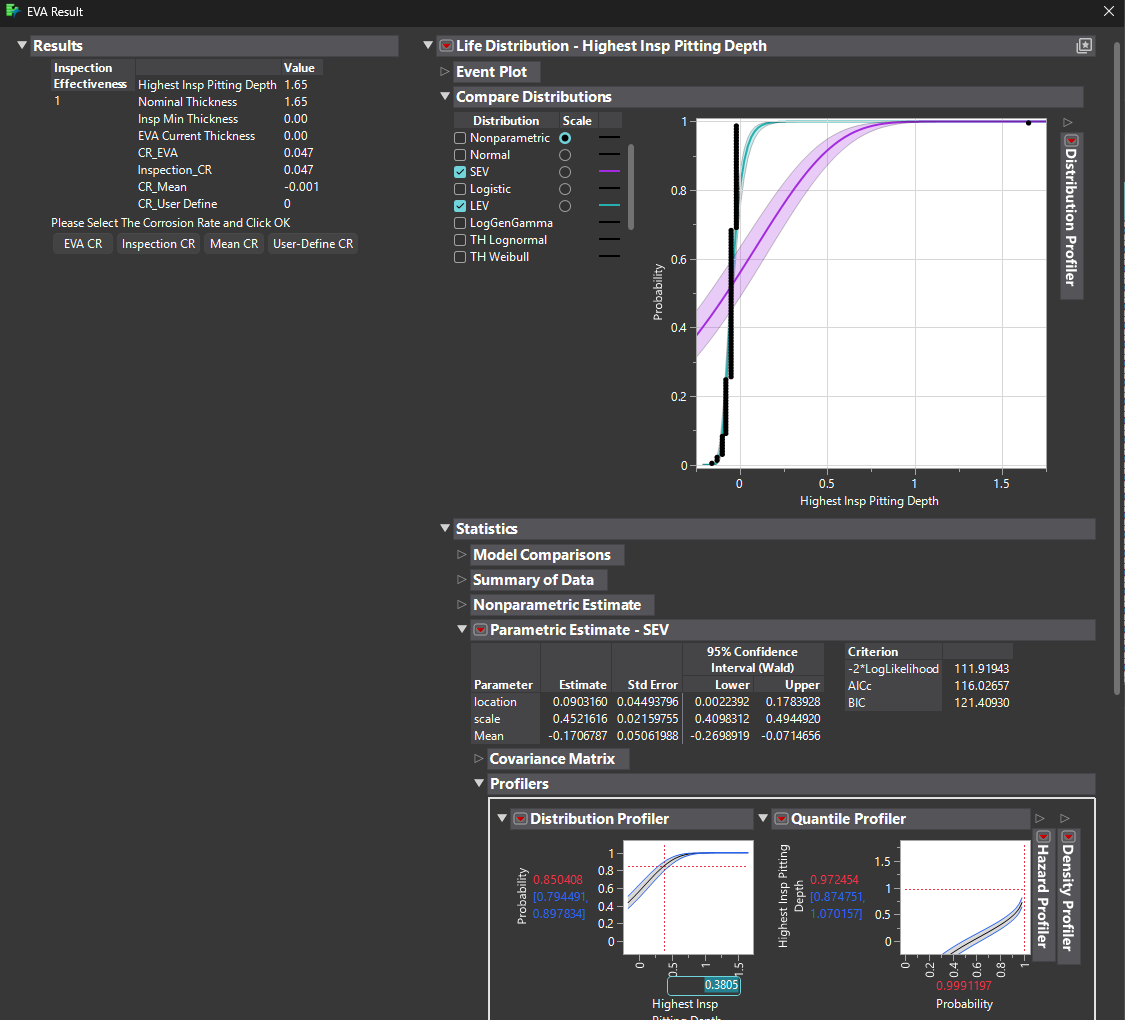 EVA Result
Results
Inspection Effectiveness Value
1 Highest Insp Pitting Depth 1.65
Nominal Thickness 1.65
Insp Min Thickness 0.00
EVA Current Thickness 0.00
CR_EVA 0.047
Inspection_CR 0.047
CR_Mean -0.001
CR_User Define 0
Please Select The Corrosion Rate and Click OK
EVA CR Inspection CR Mean CR User-Define CR
Life Distribution - Highest Insp Pitting Depth
Event Plot
Compare Distributions
Distribution Scale
Nonparametric
Normal
SEV
Logistic
LEV
LogGenGamma
TH Lognormal
TH Weibull
Probability
1
0.8
0.6
0.4
0.2
0
0 0.5 1 1.5
Highest Insp Pitting Depth
Distribution Profiler
Statistics
Model Comparisons
Summary of Data
Nonparametric Estimate
Parametric Estimate - SEV
95% Confidence
Interval (Wald)
Parameter Estimate Std Error Lower Upper
location 0.0903160 0.04493796 0.0022392 0.1783928
scale 0.4521616 0.02159755 0.4098312 0.4944920
Mean -0.1706787 0.05061988 -0.2698919 -0.0714656
Criterion
-2*LogLikelihood 111.91943
AICc 116.02657
BIC 121.40930
Covariance Matrix
Profilers
Distribution Profiler
Probability
0.850408
[0.794491,
0.897834]
1
0.8
0.6
0.4
0.2
0
0 0.5 1 1.5
0.3805
Highest Insp
Pitting Depth
Quantile Profiler
Highest Insp Pitting
Depth
0.972454
[0.874751,
1.070157]
1.5
1
0.5
0
0 0.2 0.4 0.6 0.8 1
0.9991197
Probability
Hazard Profiler
Density Profiler